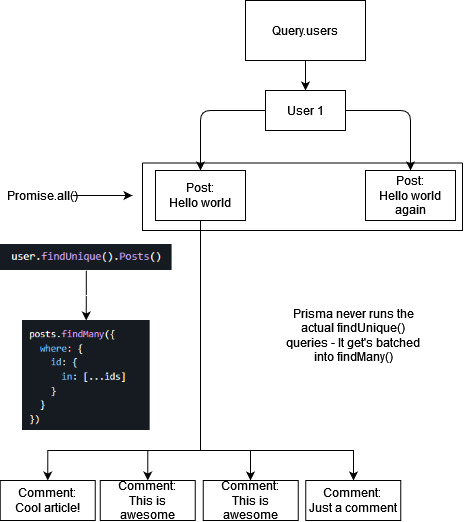 Query.users
User 1
Promise.all()
Post:
Hello world
Post:
Hello world
again
user.findUnique().Posts()
posts.findMany({
where: {
id: {
in: [...ids]
}
}
})
Prisma never runs the
actual findUnique()
queries - It get's batched
into findMany()
Comment:
Cool article!
Comment:
This is
awesome
Comment:
This is
awesome
Comment:
Just a comment